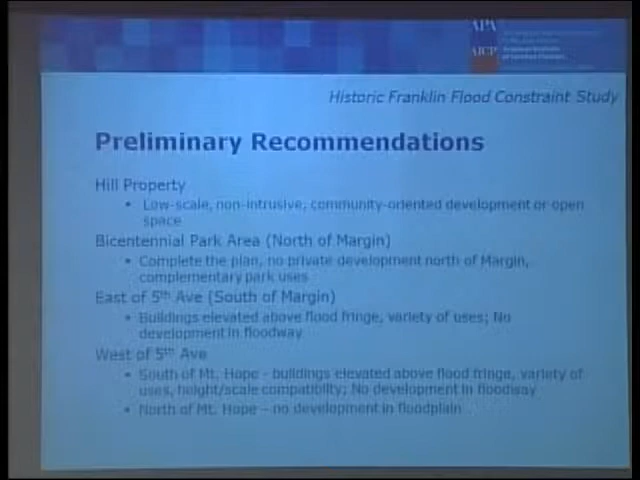 APA
AICP
Historic Franklin Flood Constraint Study
Preliminary Recommendations
Hill Property
• Low-scale, non-intrusive, community-oriented development or open
space
Bicentennial Park Area (North of Margin)
• Complete the plan, no private development north of Margin,
complementary park uses
East of 5th Ave (South of Margin)
• Buildings elevated above flood fringe, variety of uses; No
development in floodway
West of 5th Ave
• South of Mt. Hope - buildings elevated above flood fringe, variety of
uses, height/scale compatibility; No development in floodway
• North of Mt. Hope – no development in floodplain